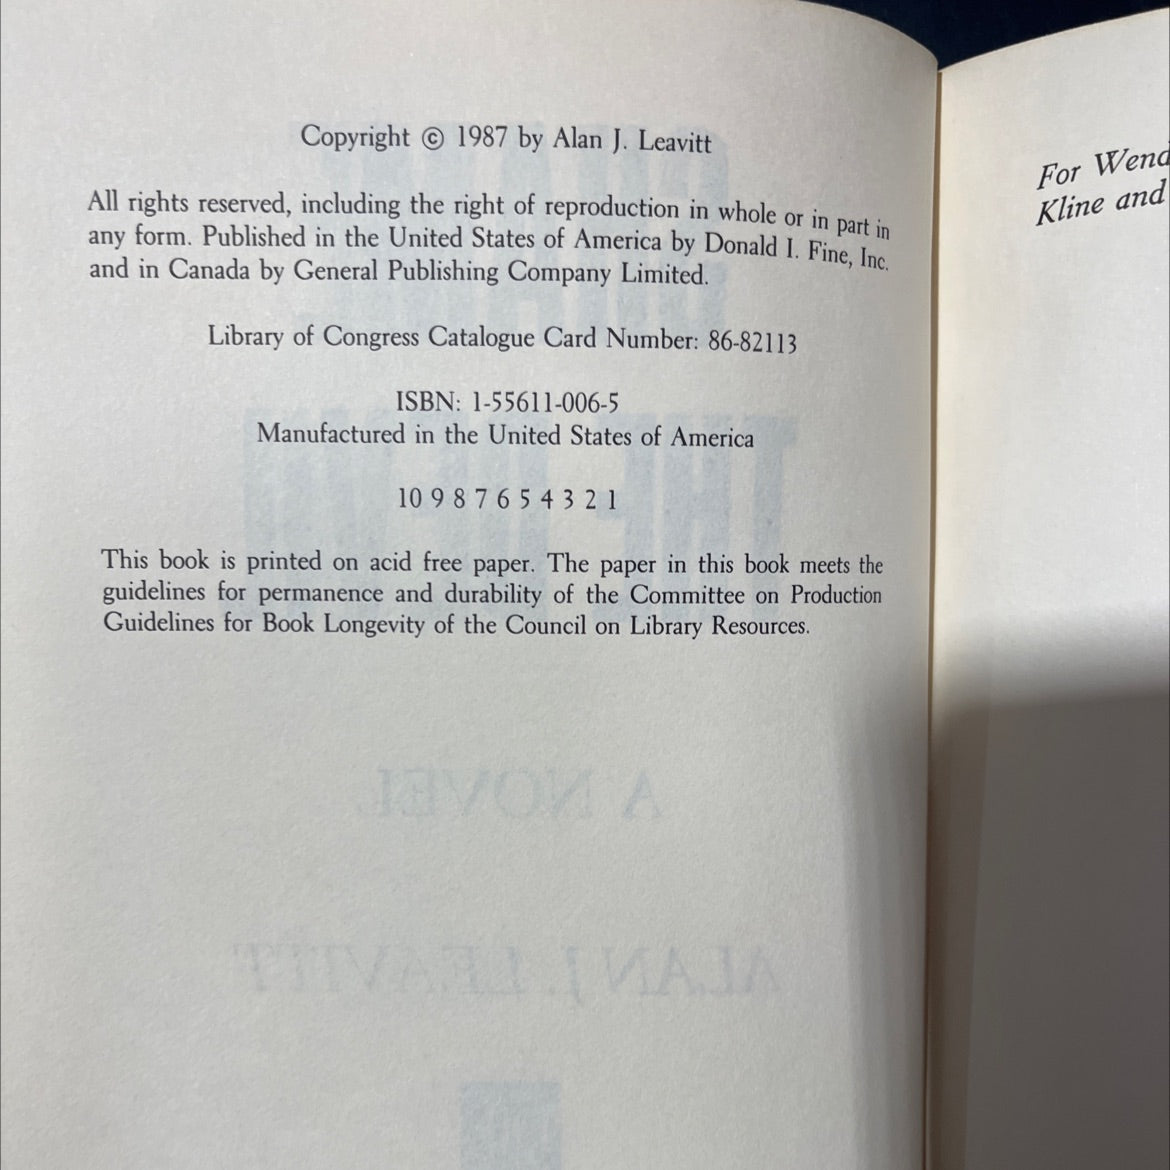 Copyright © 1987 by Alan J. Leavitt
All rights reserved, including the right of reproduction in whole or in part in
any form. Published in the United States of America by Donald I. Fine, Inc.
and in Canada by General Publishing Company Limited.
Library of Congress Catalogue Card Number: 86-82113
ISBN: 1-55611-006-5
Manufactured in the United States of America
10 9 8 7 6 5 4 3 2 1
This book is printed on acid free paper. The paper in this book meets the
guidelines for permanence and durability of the Committee on Production
Guidelines for Book Longevity of the Council on Library Resources.
A NOVEL
ALAN J. LEAVITT
For Wend
Kline and